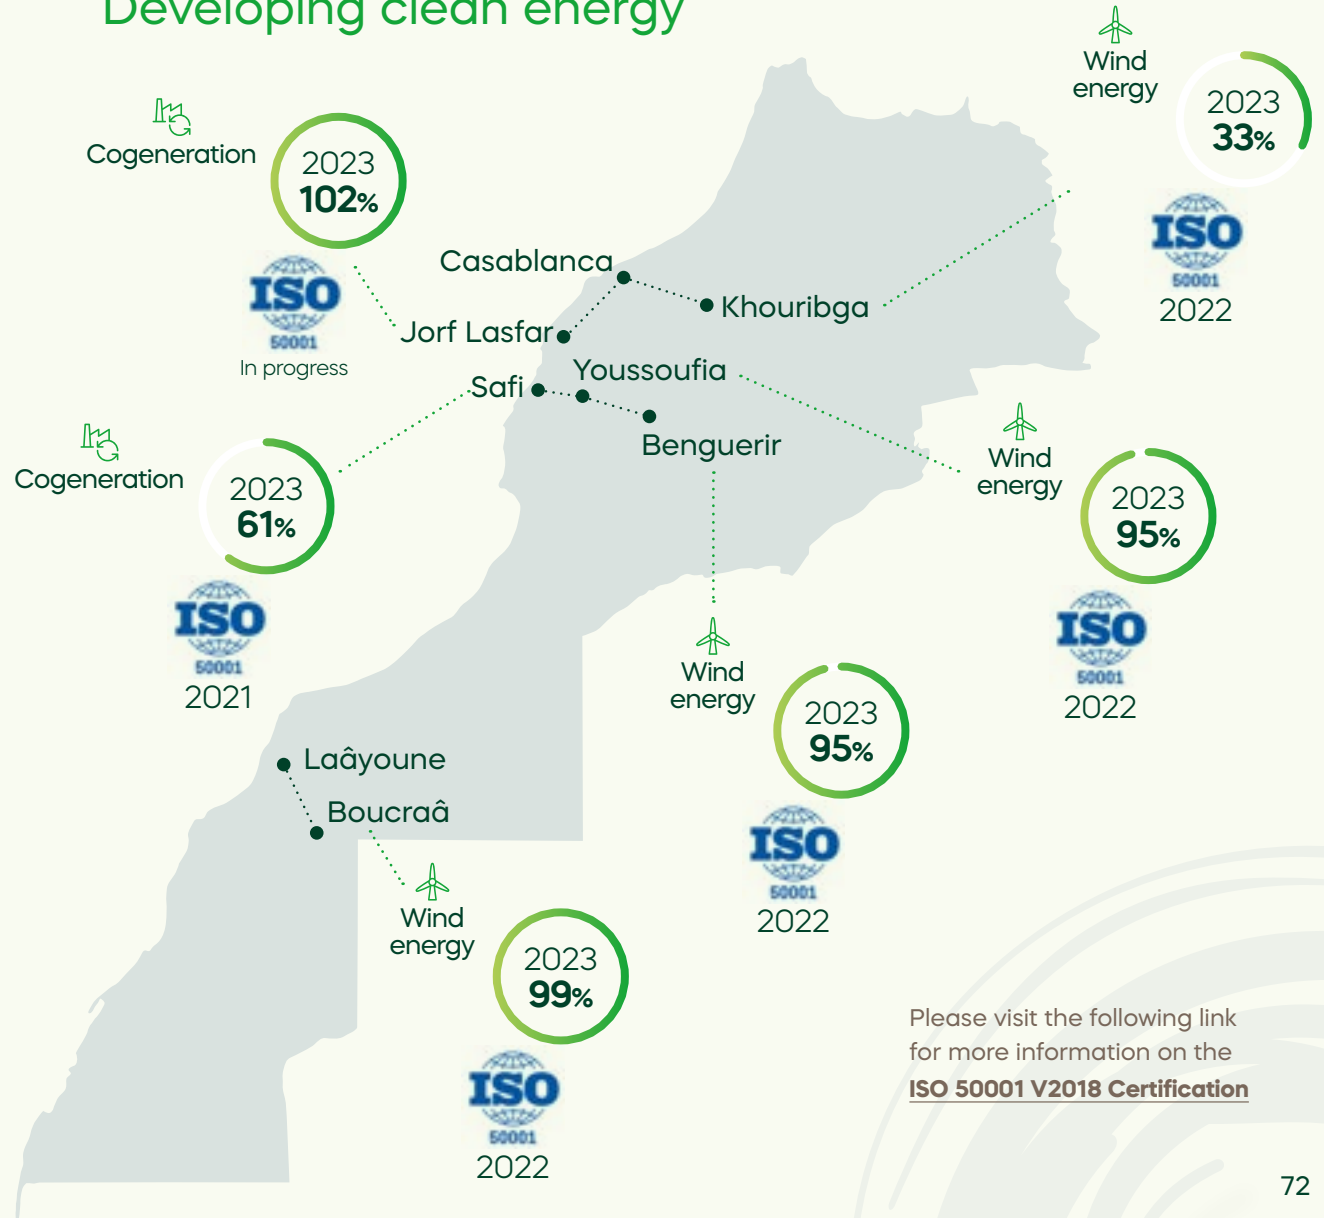 Developing clean energy
Wind
energy
2023
33%
ISO
50001
2022
Cogeneration
2023
102%
ISO
50001
In progress
Casablanca
Khouribga
Jorf Lasfar
Youssoufia
Safi
Benguerir
Cogeneration
2023
61%
ISO
50001
2021
Wind
energy
2023
95%
ISO
50001
2022
Wind
energy
2023
95%
ISO
50001
2022
Laâyoune
Boucraâ
Wind
energy
2023
99%
ISO
50001
2022
Please visit the following link
for more information on the
ISO 50001 V2018 Certification
72